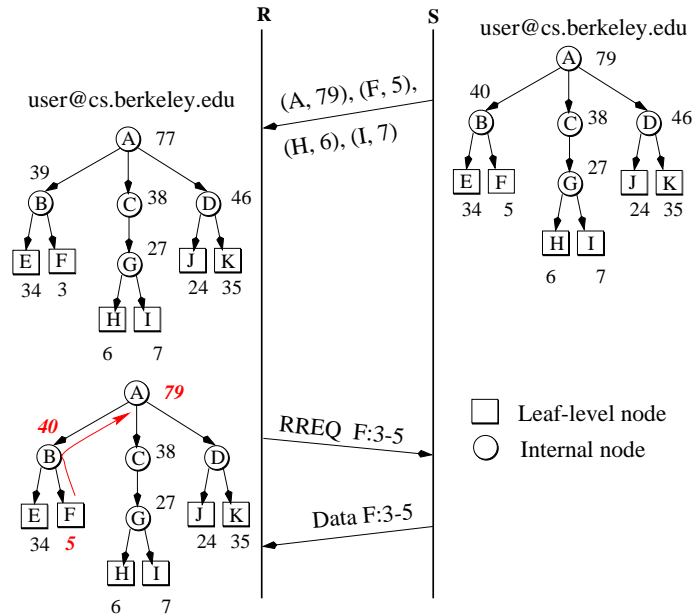 R S
user@cs.berkeley.edu
A 79
40
B C 38 D 46
27
E F G J K
34 5 24 35
H I
6 7
(A, 79), (F, 5),
(H, 6), (I, 7)
user@cs.berkeley.edu
A 77
39
B C 38 D 46
E F G 27 J K
34 3 24 35
H I
6 7
A 79
40
B C 38 D
27
E F G J K
34 5 24 35
H I
6 7
RREQ F:3-5
Data F:3-5
Leaf-level node
Internal node